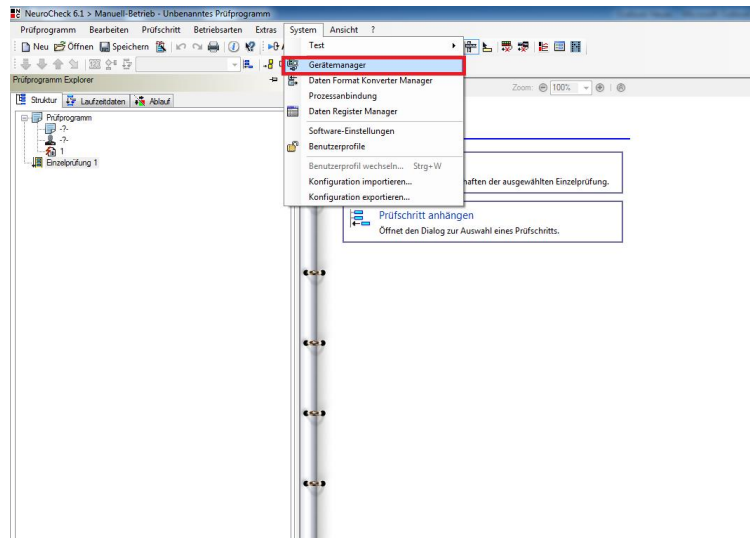 NeuroCheck 6.1 > Manuell-Betrieb - Unbenanntes Prüfprogramm
Prüfprogramm Bearbeiten Prüfschritt Betriebsarten Extras System Ansicht ?
Neu Öffnen Speichern
Test
Gerätemanager
Daten Format Konverter Manager
Prozessanbindung
Daten Register Manager
Software-Einstellungen
Benutzerprofile
Benutzerprofil wechseln... Strg+W
Konfiguration importieren...
Konfiguration exportieren...
Zoom: 100%
Prüfprogramm Explorer
Struktur Laufzeitdaten Ablauf
Prüfprogramm
-?-
-?-
1
Einzelprüfung 1
haften der ausgewählten Einzelprüfung.
Prüfschritt anhängen
Öffnet den Dialog zur Auswahl eines Prüfschritts.